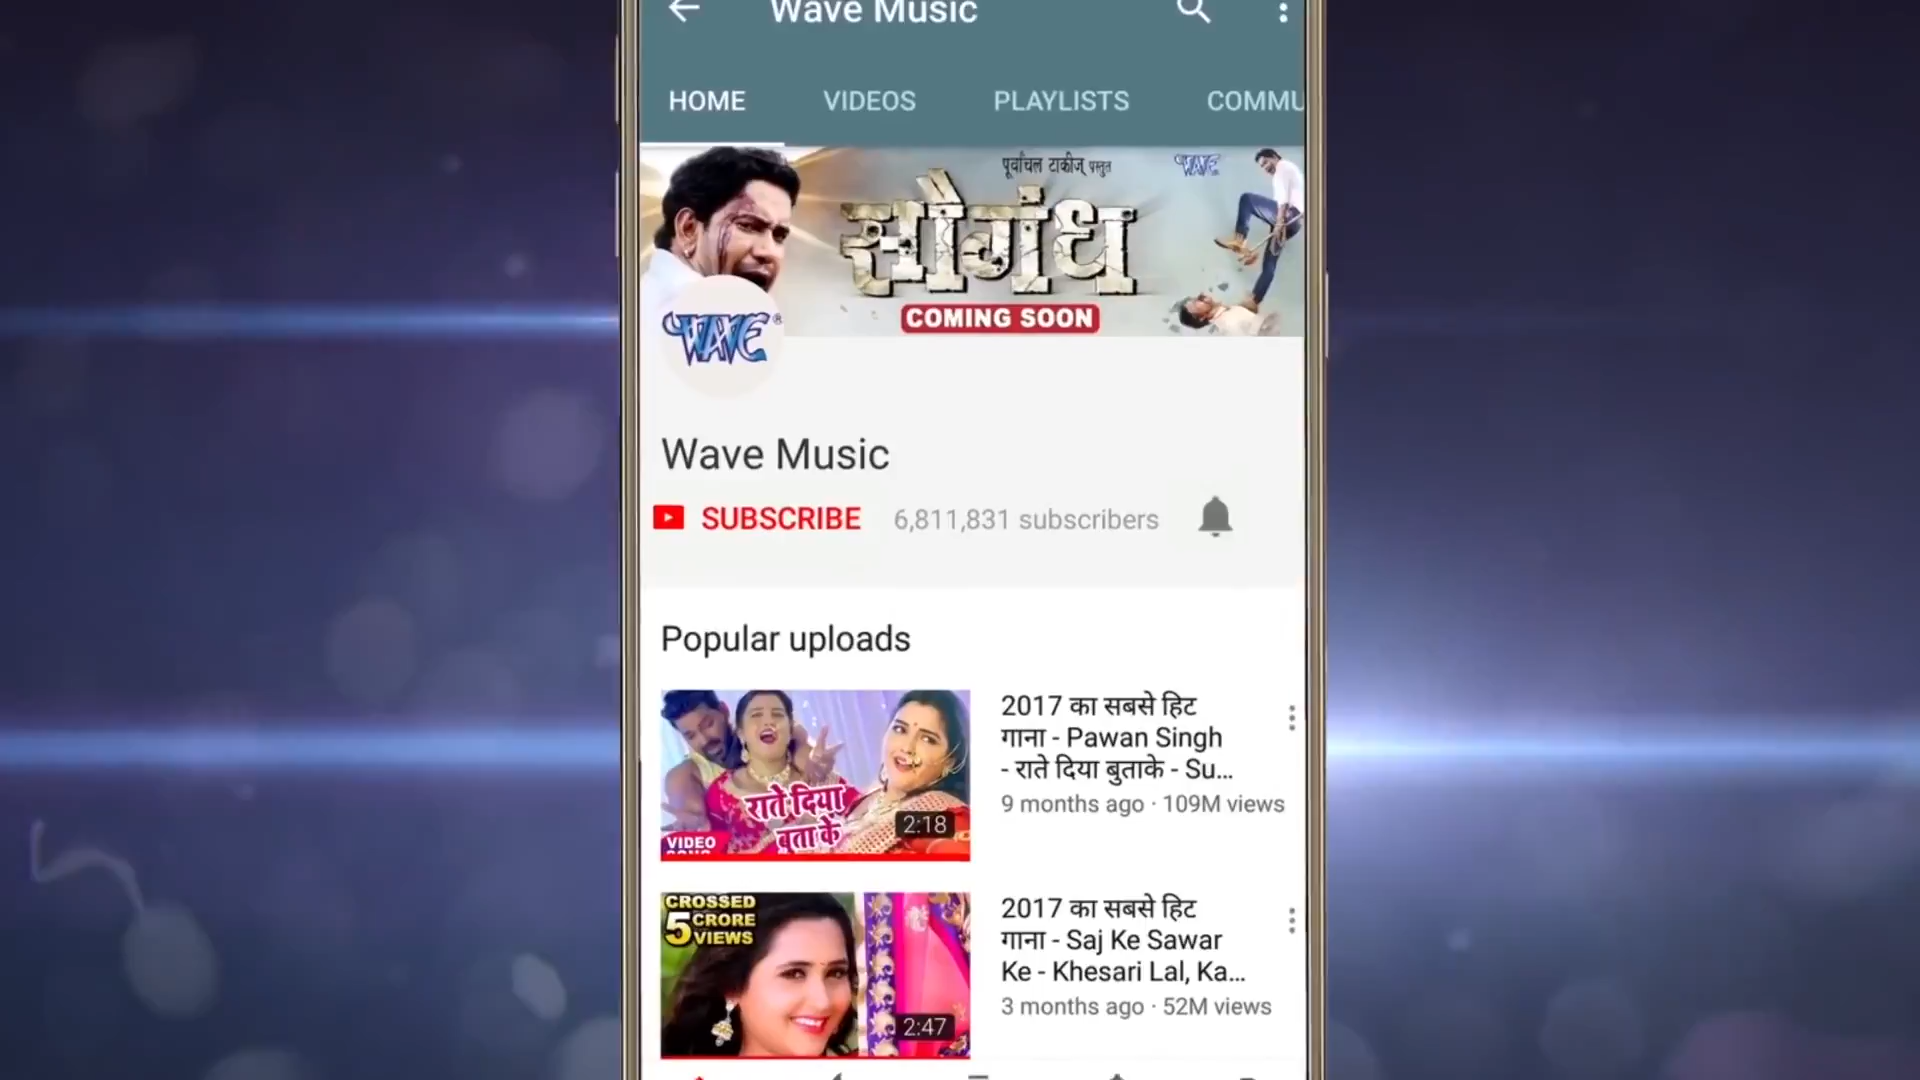 Wave Music
HOME VIDEOS PLAYLISTS COMMU
पूर्वांचल टाकीज् प्रस्तुत
WAVE
सौगंध
COMING SOON
WAVE®
Wave Music
SUBSCRIBE 6,811,831 subscribers
Popular uploads
राते दिया
बुता के
VIDEO
2:18
2017 का सबसे हिट
गाना - Pawan Singh
- राते दिया बुताके - Su...
9 months ago · 109M views
CROSSED
5 CRORE
VIEWS
2:47
2017 का सबसे हिट
गाना - Saj Ke Sawar
Ke - Khesari Lal, Ka...
3 months ago · 52M views